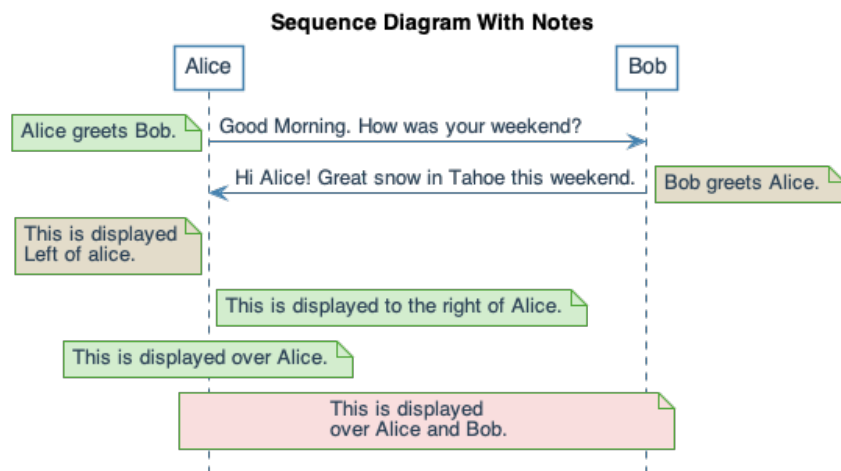 Sequence Diagram With Notes
Alice
Bob
Alice greets Bob.
Good Morning. How was your weekend?
Hi Alice! Great snow in Tahoe this weekend.
Bob greets Alice.
This is displayed
Left of alice.
This is displayed to the right of Alice.
This is displayed over Alice.
This is displayed
over Alice and Bob.